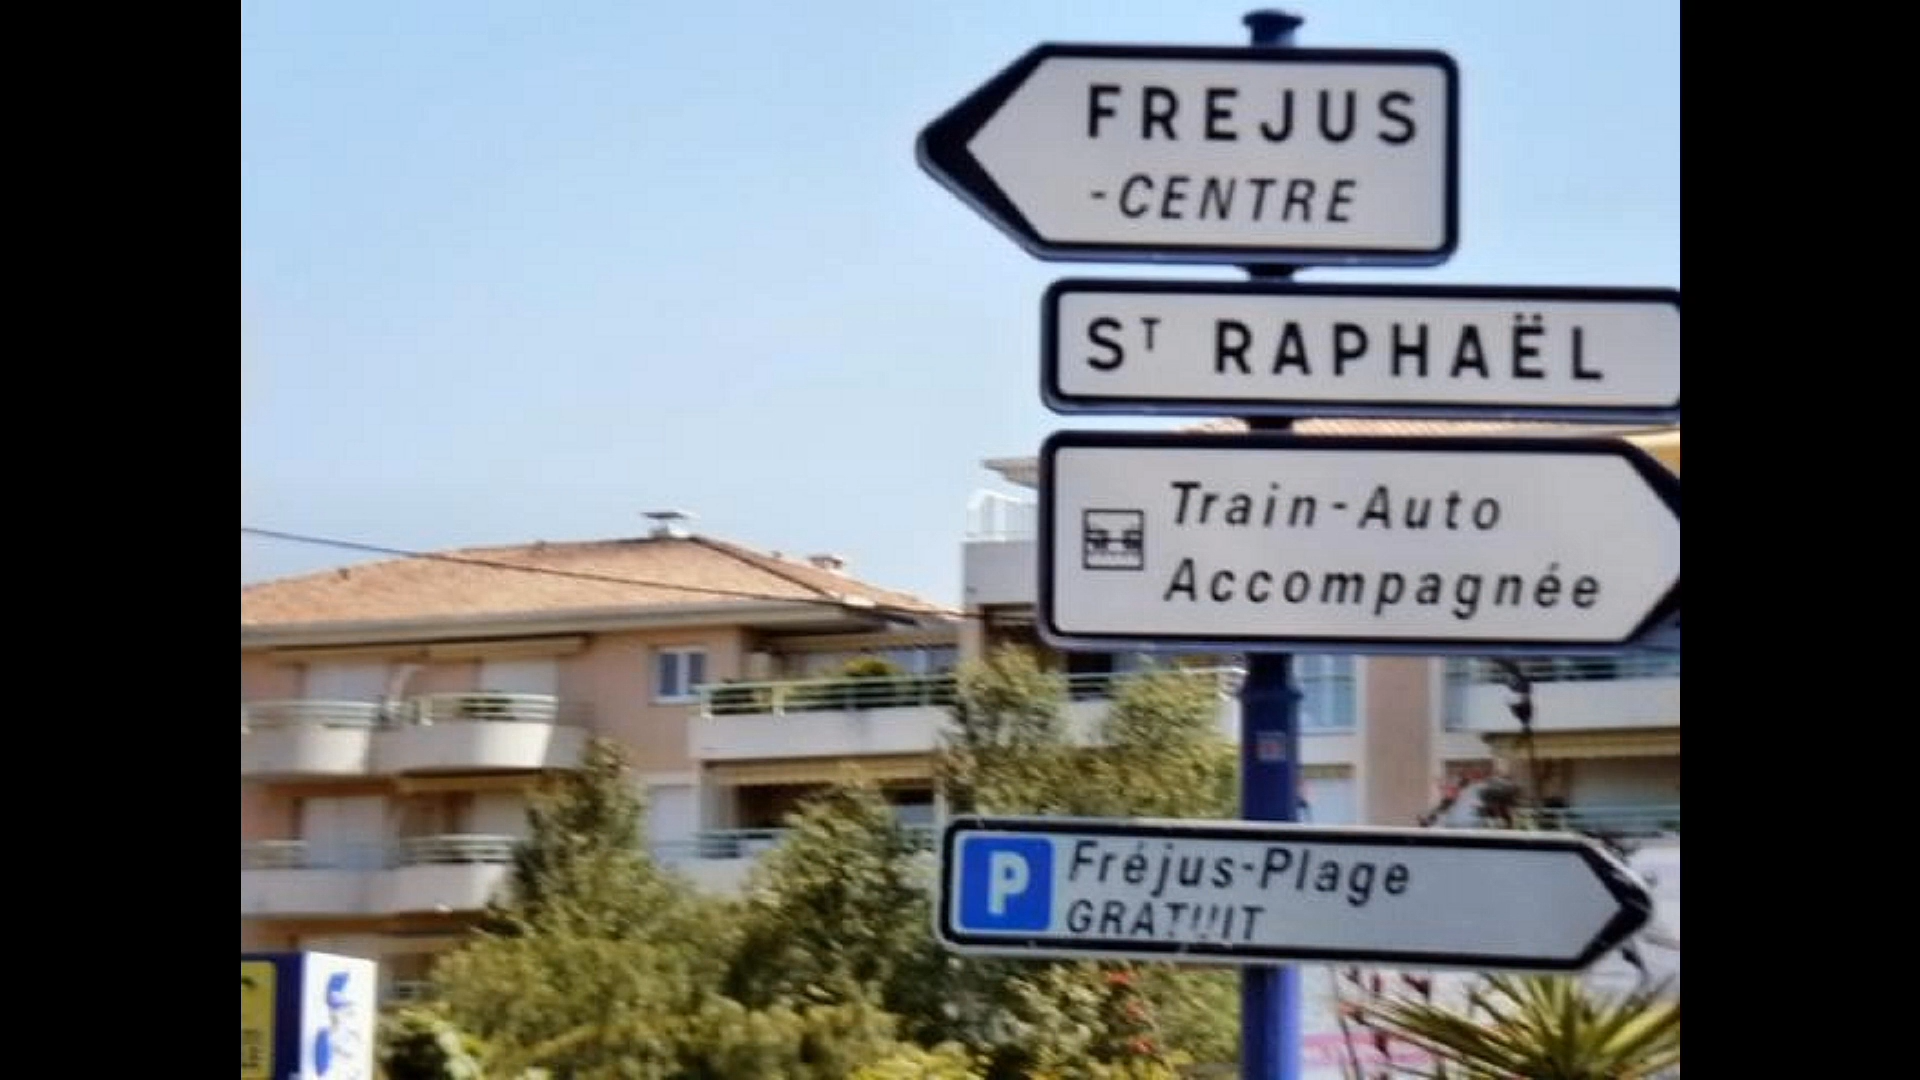 FREJUS
-CENTRE
ST RAPHAËL
Train-Auto
Accompagnée
P Fréjus-Plage
GRATUIT